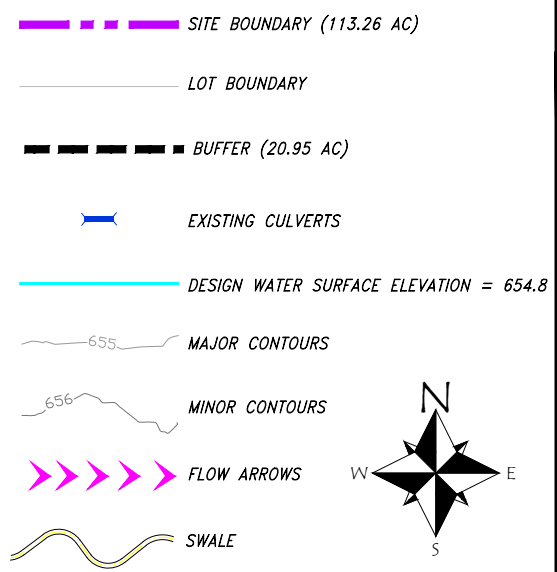 SITE BOUNDARY (113.26 AC)
LOT BOUNDARY
BUFFER (20.95 AC)
EXISTING CULVERTS
DESIGN WATER SURFACE ELEVATION = 654.8
655
MAJOR CONTOURS
656
MINOR CONTOURS
N
FLOW ARROWS
W
E
SWALE
S